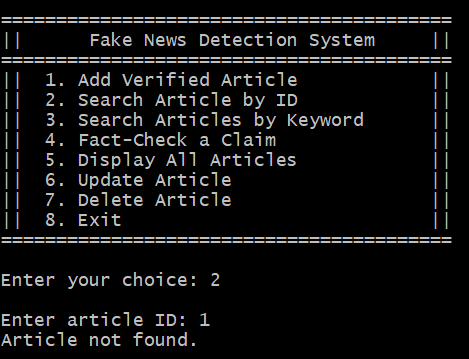 =========================================
||      Fake News Detection System     ||
=========================================
||  1. Add Verified Article            ||
||  2. Search Article by ID            ||
||  3. Search Articles by Keyword      ||
||  4. Fact-Check a Claim              ||
||  5. Display All Articles            ||
||  6. Update Article                  ||
||  7. Delete Article                  ||
||  8. Exit                            ||
=========================================
Enter your choice: 2
Enter article ID: 1
Article not found.